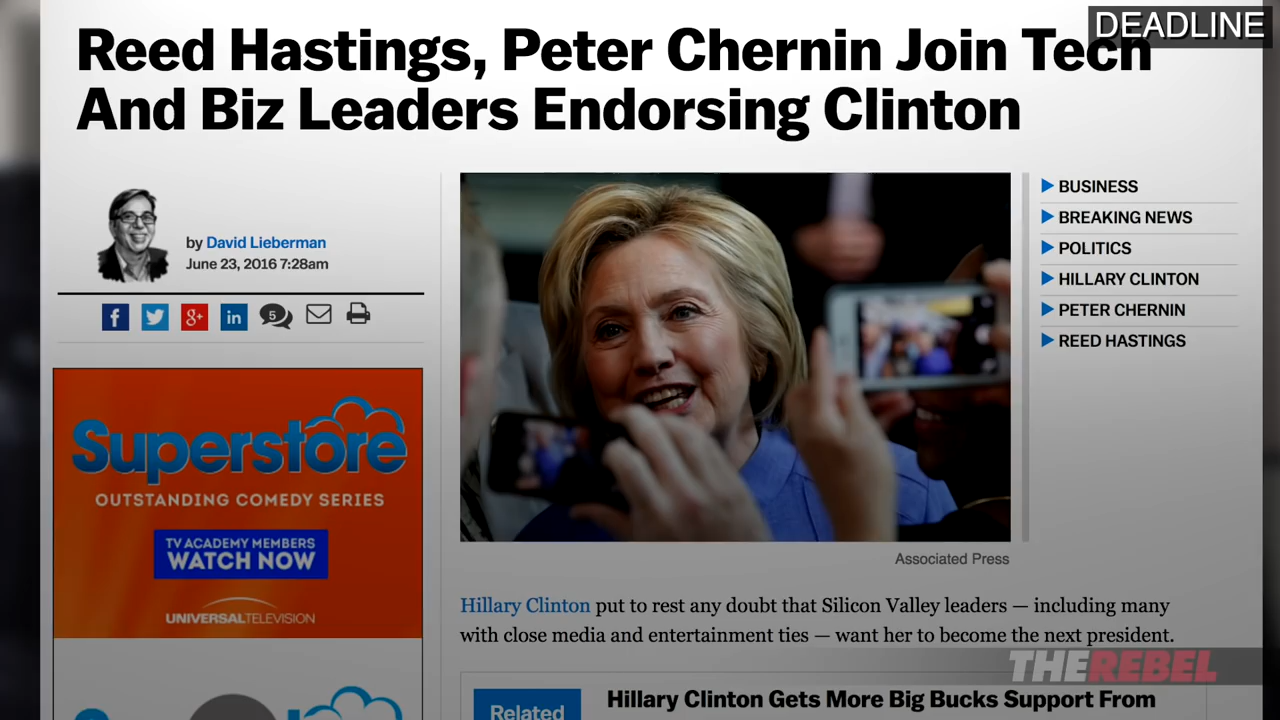 DEADLINE
Reed Hastings, Peter Chernin Join Tech
And Biz Leaders Endorsing Clinton
by David Lieberman
June 23, 2016 7:28am
f
g+
in
5
Superstore
OUTSTANDING COMEDY SERIES
TV ACADEMY MEMBERS
WATCH NOW
UNIVERSALTELEVISION
BUSINESS
BREAKING NEWS
POLITICS
HILLARY CLINTON
PETER CHERNIN
REED HASTINGS
Associated Press
Hillary Clinton put to rest any doubt that Silicon Valley leaders — including many
with close media and entertainment ties — want her to become the next president.
THEREBEL
Related
Hillary Clinton Gets More Big Bucks Support From